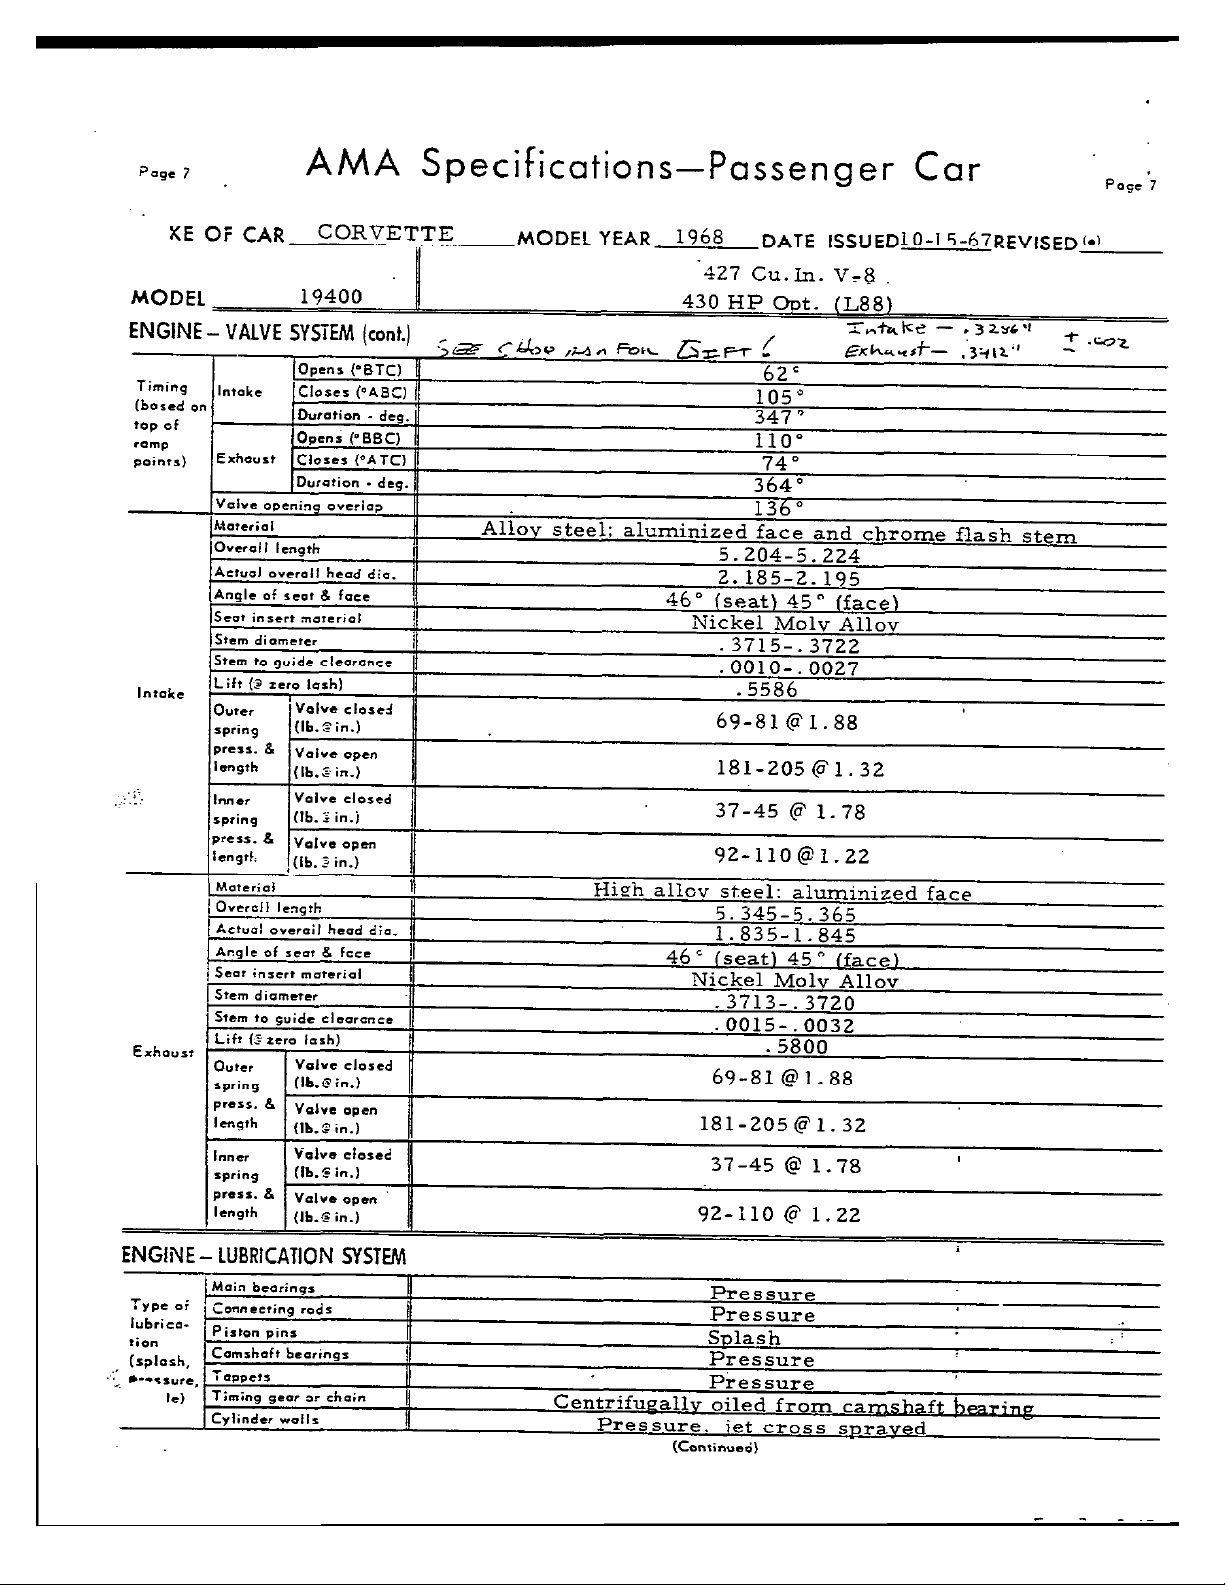 Page 7
AMA Specifications—Passenger Car
Page 7
KE OF CAR CORVETTE MODEL YEAR 1968 DATE ISSUED 10-15-67 REVISED (•)
MODEL 19400
427 Cu. In. V-8
430 HP Opt. (L88)
ENGINE – VALVE SYSTEM (cont.)
SEE FOR LIFT !
Intake — Exhaust — .3412" ± .002
Timing (based on top of ramp points)
Intake
Opens (°BTC) 62°
Closes (°ABC) 105°
Duration - deg. 347°
Exhaust
Opens (°BBC) 110°
Closes (°ATC) 74°
Duration - deg. 364°
Valve opening overlap 136°
Intake
Material Alloy steel; aluminized face and chrome flash stem
Overall length 5.204-5.224
Actual overall head dia. 2.185-2.195
Angle of seat & face 46° (seat) 45° (face)
Seat insert material Nickel Moly Alloy
Stem diameter .3715-.3722
Stem to guide clearance .0010-.0027
Lift (@ zero lash) .5586
Outer spring press. & length
Valve closed (lb. @ in.) 69-81 @ 1.88
Valve open (lb. @ in.) 181-205 @ 1.32
Inner spring press. & length
Valve closed (lb. @ in.) 37-45 @ 1.78
Valve open (lb. @ in.) 92-110 @ 1.22
Exhaust
Material High alloy steel: aluminized face
Overall length 5.345-5.365
Actual overall head dia. 1.835-1.845
Angle of seat & face 46° (seat) 45° (face)
Seat insert material Nickel Moly Alloy
Stem diameter .3713-.3720
Stem to guide clearance .0015-.0032
Lift (@ zero lash) .5800
Outer spring press. & length
Valve closed (lb. @ in.) 69-81 @ 1.88
Valve open (lb. @ in.) 181-205 @ 1.32
Inner spring press. & length
Valve closed (lb. @ in.) 37-45 @ 1.78
Valve open (lb. @ in.) 92-110 @ 1.22
ENGINE – LUBRICATION SYSTEM
Type of lubrica-tion (splash, le)
Main bearings Pressure
Connecting rods Pressure
Piston pins Splash
Camshaft bearings Pressure
Tappets Pressure
Timing gear or chain Centrifugally oiled from camshaft bearing
Cylinder walls Pressure, jet cross sprayed
(Continued)